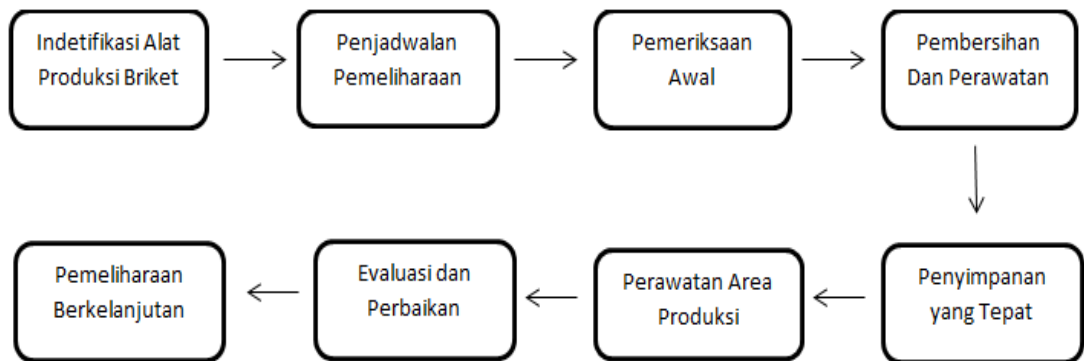 Indetifikasi Alat
Produksi Briket
Penjadwalan
Pemeliharaan
Pemeriksaan
Awal
Pembersihan
Dan Perawatan
Penyimpanan
yang Tepat
Perawatan Area
Produksi
Evaluasi dan
Perbaikan
Pemeliharaan
Berkelanjutan